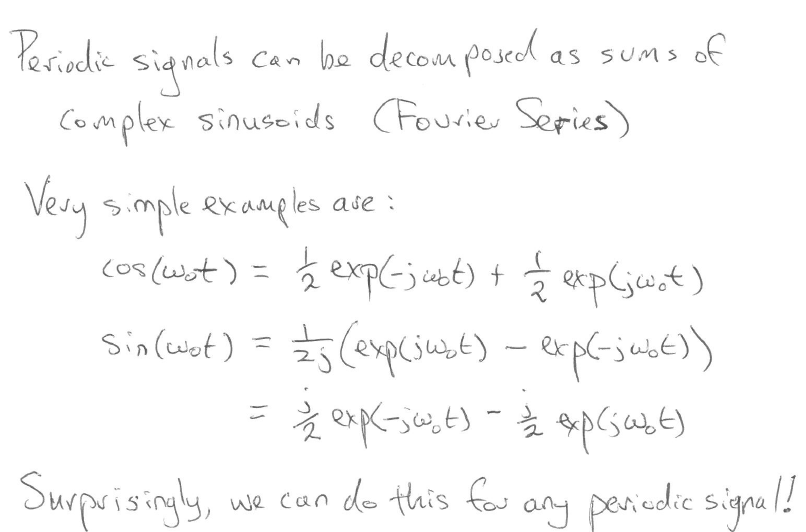 Periodic signals can be decomposed as sums of
complex sinusoids (Fourier Series)
Very simple examples are:
cos(ω₀t) = 1/2 exp(-jω₀t) + 1/2 exp(jω₀t)
sin(ω₀t) = 1/2j (exp(jω₀t) - exp(-jω₀t))
= j/2 exp(-jω₀t) - j/2 exp(jω₀t)
Surprisingly, we can do this for any periodic signal!